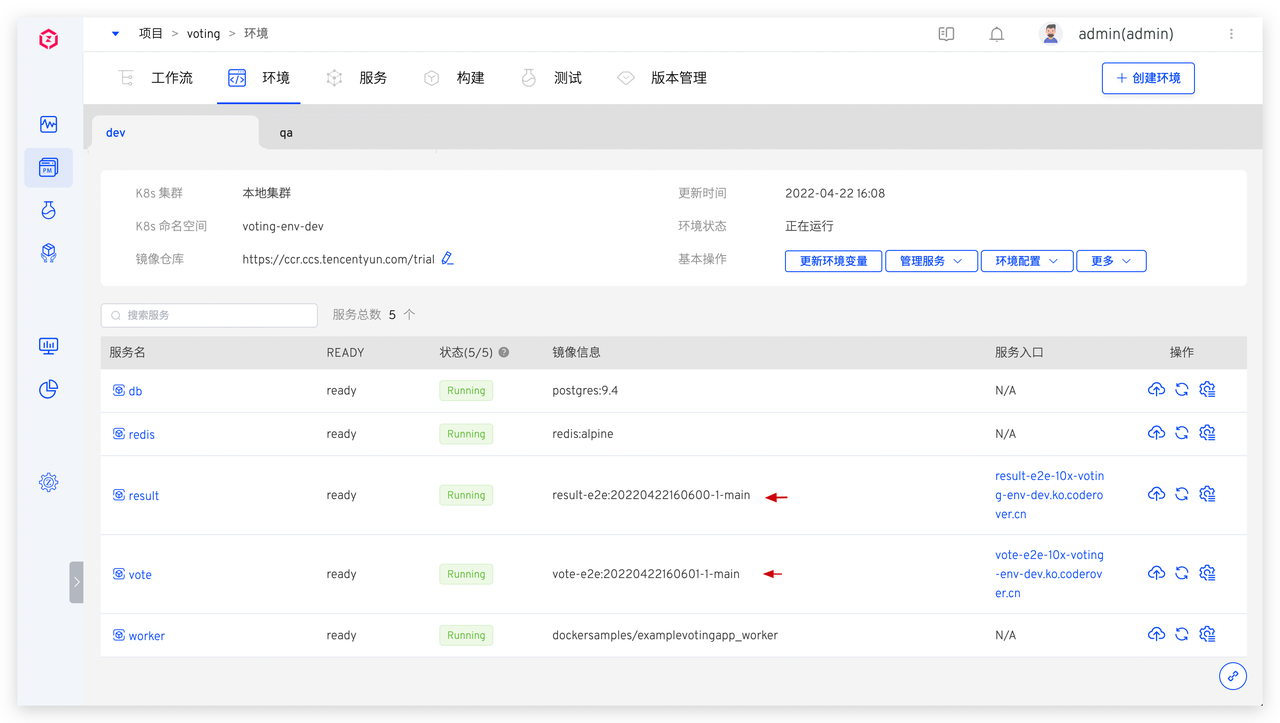 项目 > voting > 环境
admin(admin)
工作流 环境 服务 构建 测试 版本管理
创建环境
dev qa
K8s 集群 本地集群 更新时间 2022-04-22 16:08
K8s 命名空间 voting-env-dev 环境状态 正在运行
镜像仓库 https://ccr.ccs.tencentyun.com/trial 基本操作 更新环境变量 管理服务 环境配置 更多
搜索服务 服务总数 5 个
服务名 READY 状态(5/5) 镜像信息 服务入口 操作
db ready Running postgres:9.4 N/A
redis ready Running redis:alpine N/A
result ready Running result-e2e:20220422160600-1-main
result-e2e-10x-votin
g-env-dev.ko.codero
ver.cn
vote ready Running vote-e2e:20220422160601-1-main
vote-e2e-10x-voting
-env-dev.ko.coderov
er.cn
worker ready Running dockersamples/examplevotingapp_worker N/A